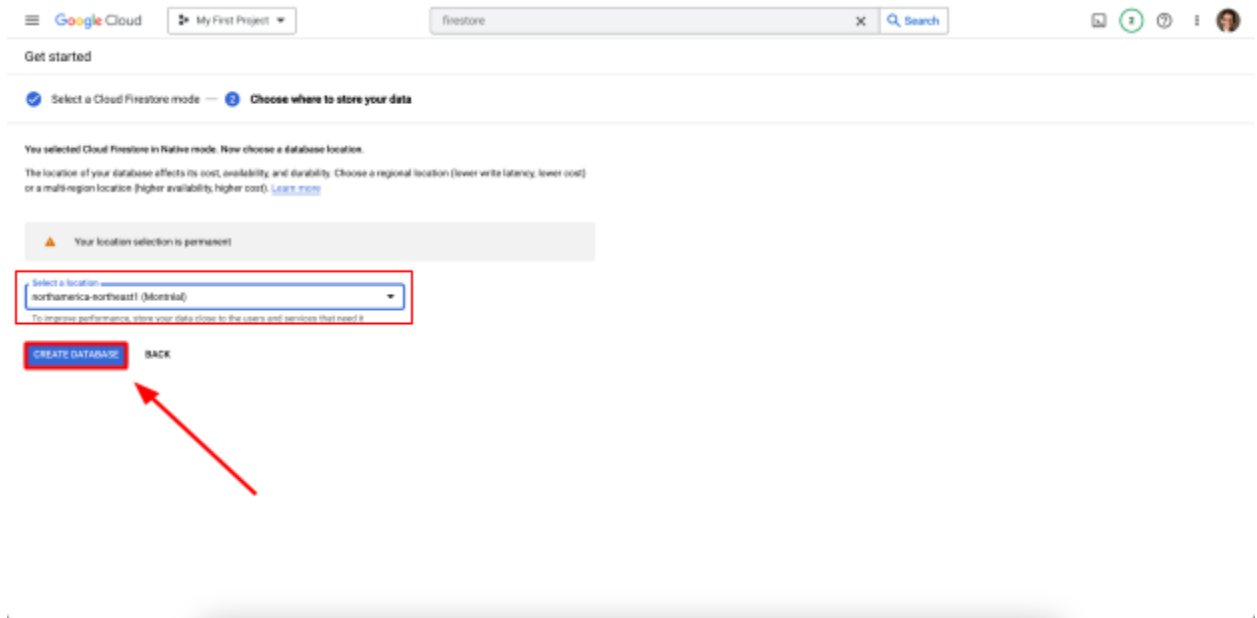 Google Cloud
My First Project
firestore
Search
2
Get started
Select a Cloud Firestore mode
2 Choose where to store your data
You selected Cloud Firestore in Native mode. Now choose a database location.
The location of your database affects its cost, availability, and durability. Choose a regional location (lower write latency, lower cost)
or a multi-region location (higher availability, higher cost). Learn more
Your location selection is permanent
Select a location
northamerica-northeast1 (Montréal)
To improve performance, store your data close to the users and services that need it
CREATE DATABASE
BACK